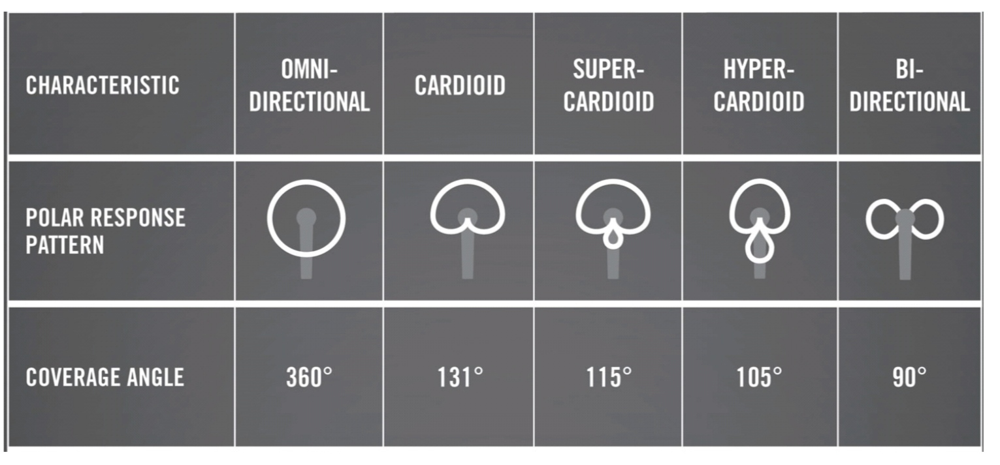 CHARACTERISTIC
OMNI-
DIRECTIONAL
CARDIOID
SUPER-
CARDIOID
HYPER-
CARDIOID
BI-
DIRECTIONAL
POLAR RESPONSE
PATTERN
COVERAGE ANGLE
360°
131°
115°
105°
90°